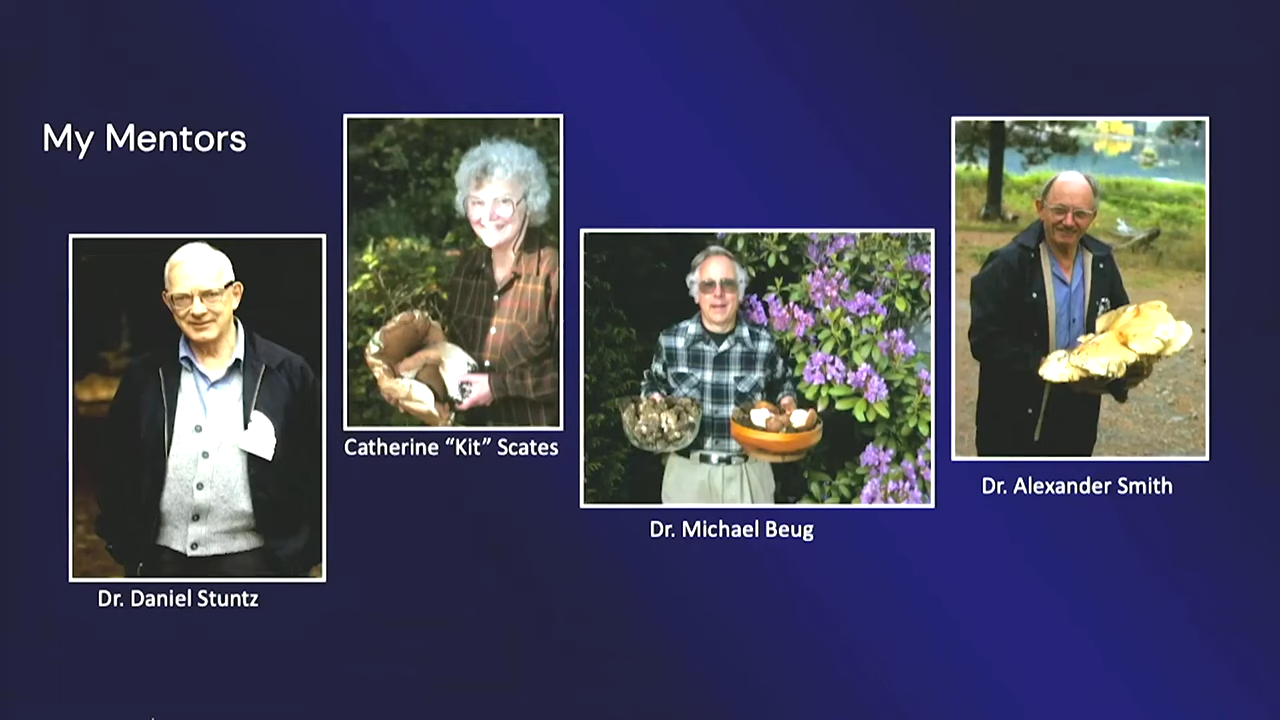 My Mentors
Catherine “Kit” Scates
Dr. Alexander Smith
Dr. Michael Beug
Dr. Daniel Stuntz